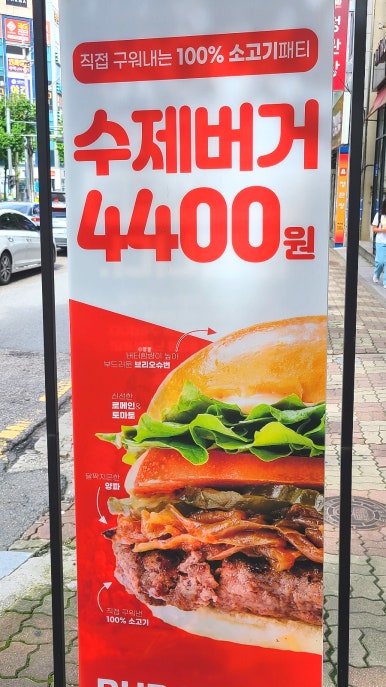 직접 구워내는 100% 소고기패티
수제버거
4400원
버터함량이 높아
부드러운 브리오슈번
신선한
로메인&
토마토
달짝지근한
양파
직접 구워낸
100% 소고기